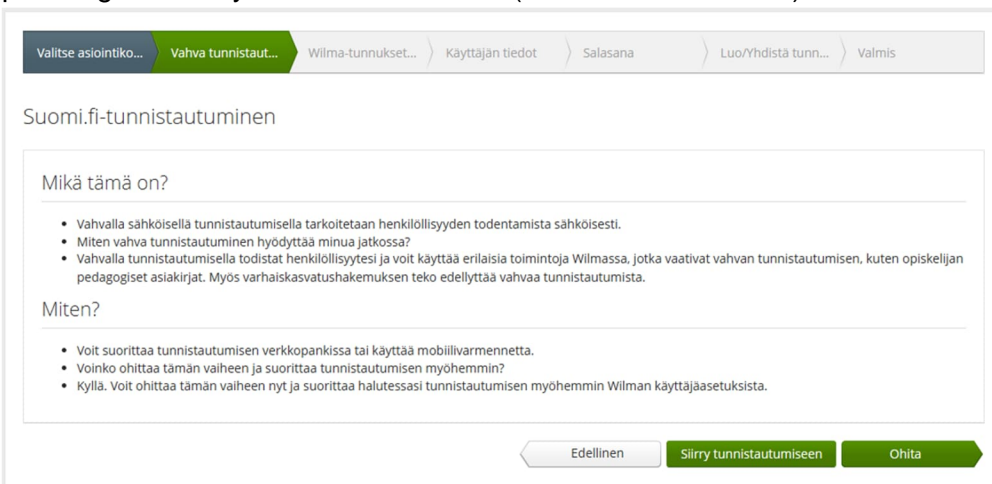 Valitse asiointiko... Vahva tunnistaut... Wilma-tunnukset... Käyttäjän tiedot Salasana Luo/Yhdistä tunn... Valmis
Suomi.fi-tunnistautuminen
Mikä tämä on?
• Vahvalla sähköisellä tunnistautumisella tarkoitetaan henkilöllisyyden todentamista sähköisesti.
• Miten vahva tunnistautuminen hyödyttää minua jatkossa?
• Vahvalla tunnistautumisella todistat henkilöllisyytesi ja voit käyttää erilaisia toimintoja Wilmassa, jotka vaativat vahvan tunnistautumisen, kuten opiskelijan
pedagogiset asiakirjat. Myös varhaiskasvatushakemuksen teko edellyttää vahvaa tunnistautumista.
Miten?
• Voit suorittaa tunnistautumisen verkkopankissa tai käyttää mobiilivarmennetta.
• Voinko ohittaa tämän vaiheen ja suorittaa tunnistautumisen myöhemmin?
• Kyllä. Voit ohittaa tämän vaiheen nyt ja suorittaa halutessasi tunnistautumisen myöhemmin Wilman käyttäjäasetuksista.
Edellinen Siirry tunnistautumiseen Ohita